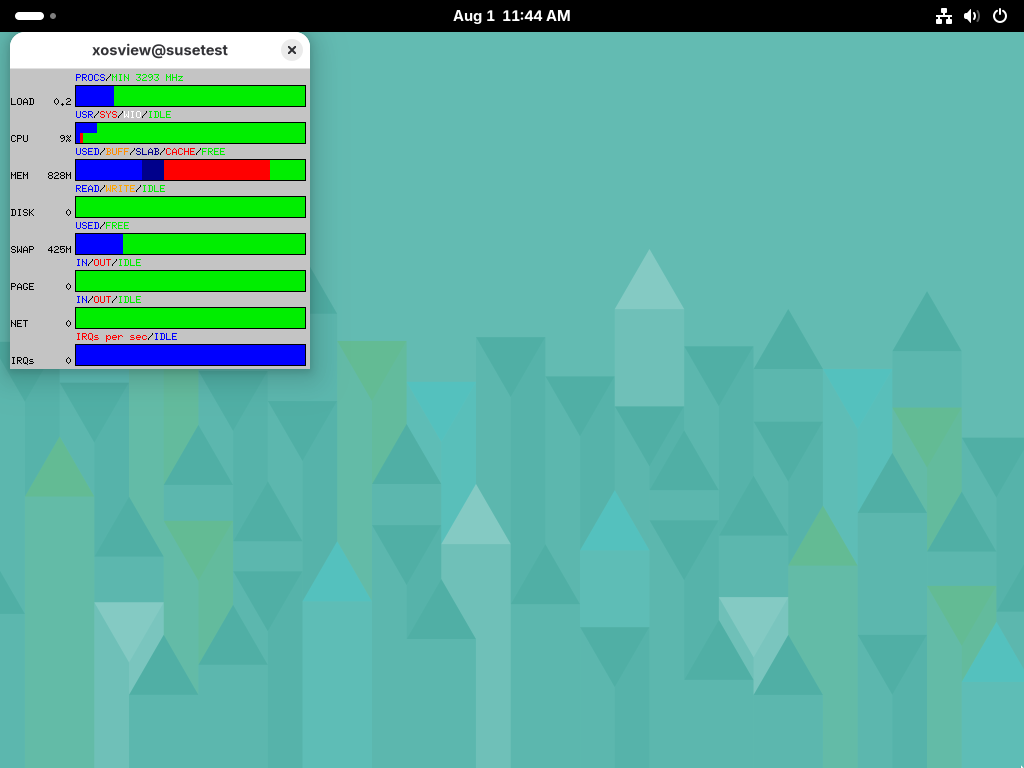 Aug 1 11:44 AM
xosview@susetest
PROCS/MIN 3293 MHz
LOAD 0.2
USR/SYS/WIO/IDLE
CPU 9%
USED/BUFF/SLAB/CACHE/FREE
MEM 828M
READ/WRITE/IDLE
DISK 0
USED/FREE
SWAP 425M
IN/OUT/IDLE
PAGE 0
IN/OUT/IDLE
NET 0
IRQs per sec/IDLE
IRQs 0